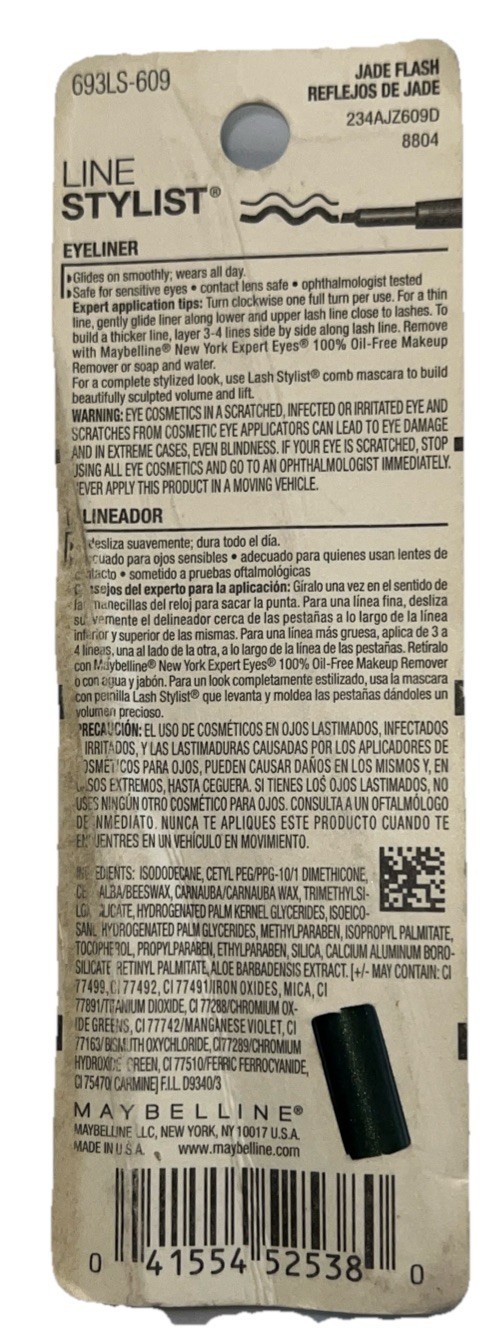 693LS-609
JADE FLASH
REFLEJOS DE JADE
234AJZ609D
8804
LINE
STYLIST®
EYELINER
Glides on smoothly; wears all day.
Safe for sensitive eyes • contact lens safe • ophthalmologist tested
Expert application tips: Turn clockwise one full turn per use. For a thin
line, gently glide liner along lower and upper lash line close to lashes. To
build a thicker line, layer 3-4 lines side by side along lash line. Remove
with Maybelline® New York Expert Eyes® 100% Oil-Free Makeup
Remover or soap and water.
For a complete stylized look, use Lash Stylist® comb mascara to build
beautifully sculpted volume and lift.
WARNING: EYE COSMETICS IN A SCRATCHED, INFECTED OR IRRITATED EYE AND
SCRATCHES FROM COSMETIC EYE APPLICATORS CAN LEAD TO EYE DAMAGE
AND IN EXTREME CASES, EVEN BLINDNESS. IF YOUR EYE IS SCRATCHED, STOP
USING ALL EYE COSMETICS AND GO TO AN OPHTHALMOLOGIST IMMEDIATELY.
EVER APPLY THIS PRODUCT IN A MOVING VEHICLE.
LINEADOR
desliza suavemente; dura todo el día.
cuado para ojos sensibles • adecuado para quienes usan lentes de
tacto • sometido a pruebas oftalmológicas
sejos del experto para la aplicación: Gíralo una vez en el sentido de
manecillas del reloj para sacar la punta. Para una línea fina, desliza
vemente el delineador cerca de las pestañas a lo largo de la línea
inferior y superior de las mismas. Para una línea más gruesa, aplica de 3 a
4 líneas, una al lado de la otra, a lo largo de la línea de las pestañas. Retíralo
con Maybelline® New York Expert Eyes® 100% Oil-Free Makeup Remover
o con agua y jabón. Para un look completamente estilizado, usa la mascara
con peinilla Lash Stylist® que levanta y moldea las pestañas dándoles un
volumen precioso.
PRECAUCIÓN: EL USO DE COSMÉTICOS EN OJOS LASTIMADOS, INFECTADOS
IRRITADOS, Y LAS LASTIMADURAS CAUSADAS POR LOS APLICADORES DE
OSMÉTICOS PARA OJOS, PUEDEN CAUSAR DAÑOS EN LOS MISMOS Y, EN
SOS EXTREMOS, HASTA CEGUERA. SI TIENES LOS OJOS LASTIMADOS, NO
USES NINGÚN OTRO COSMÉTICO PARA OJOS. CONSULTA A UN OFTALMÓLOGO
DE INMEDIATO. NUNCA TE APLIQUES ESTE PRODUCTO CUANDO TE
UENTRES EN UN VEHÍCULO EN MOVIMIENTO.
EDIENTS: ISODODECANE, CETYL PEG/PPG-10/1 DIMETHICONE,
ALBA/BEESWAX, CARNAUBA/CARNAUBA WAX, TRIMETHYLSI-
LICATE, HYDROGENATED PALM KERNEL GLYCERIDES, ISOEICO-
SANE, HYDROGENATED PALM GLYCERIDES, METHYLPARABEN, ISOPROPYL PALMITATE,
TOCOPHEROL, PROPYLPARABEN, ETHYLPARABEN, SILICA, CALCIUM ALUMINUM BORO-
SILICATE, RETINYL PALMITATE, ALOE BARBADENSIS EXTRACT. [+/- MAY CONTAIN: CI
77499, CI 77492, CI 77491/IRON OXIDES, MICA, CI
77891/TITANIUM DIOXIDE, CI 77288/CHROMIUM OX-
IDE GREENS, CI 77742/MANGANESE VIOLET, CI
77163/BISMUTH OXYCHLORIDE, CI77289/CHROMIUM
HYDROXIDE GREEN, CI 77510/FERRIC FERROCYANIDE,
CI 75470/ CARMINE] F.I.L. D9340/3
MAYBELLINE®
MAYBELLINE LLC, NEW YORK, NY 10017 U.S.A.
MADE IN U.S.A. www.maybelline.com
0 41554 52538 0